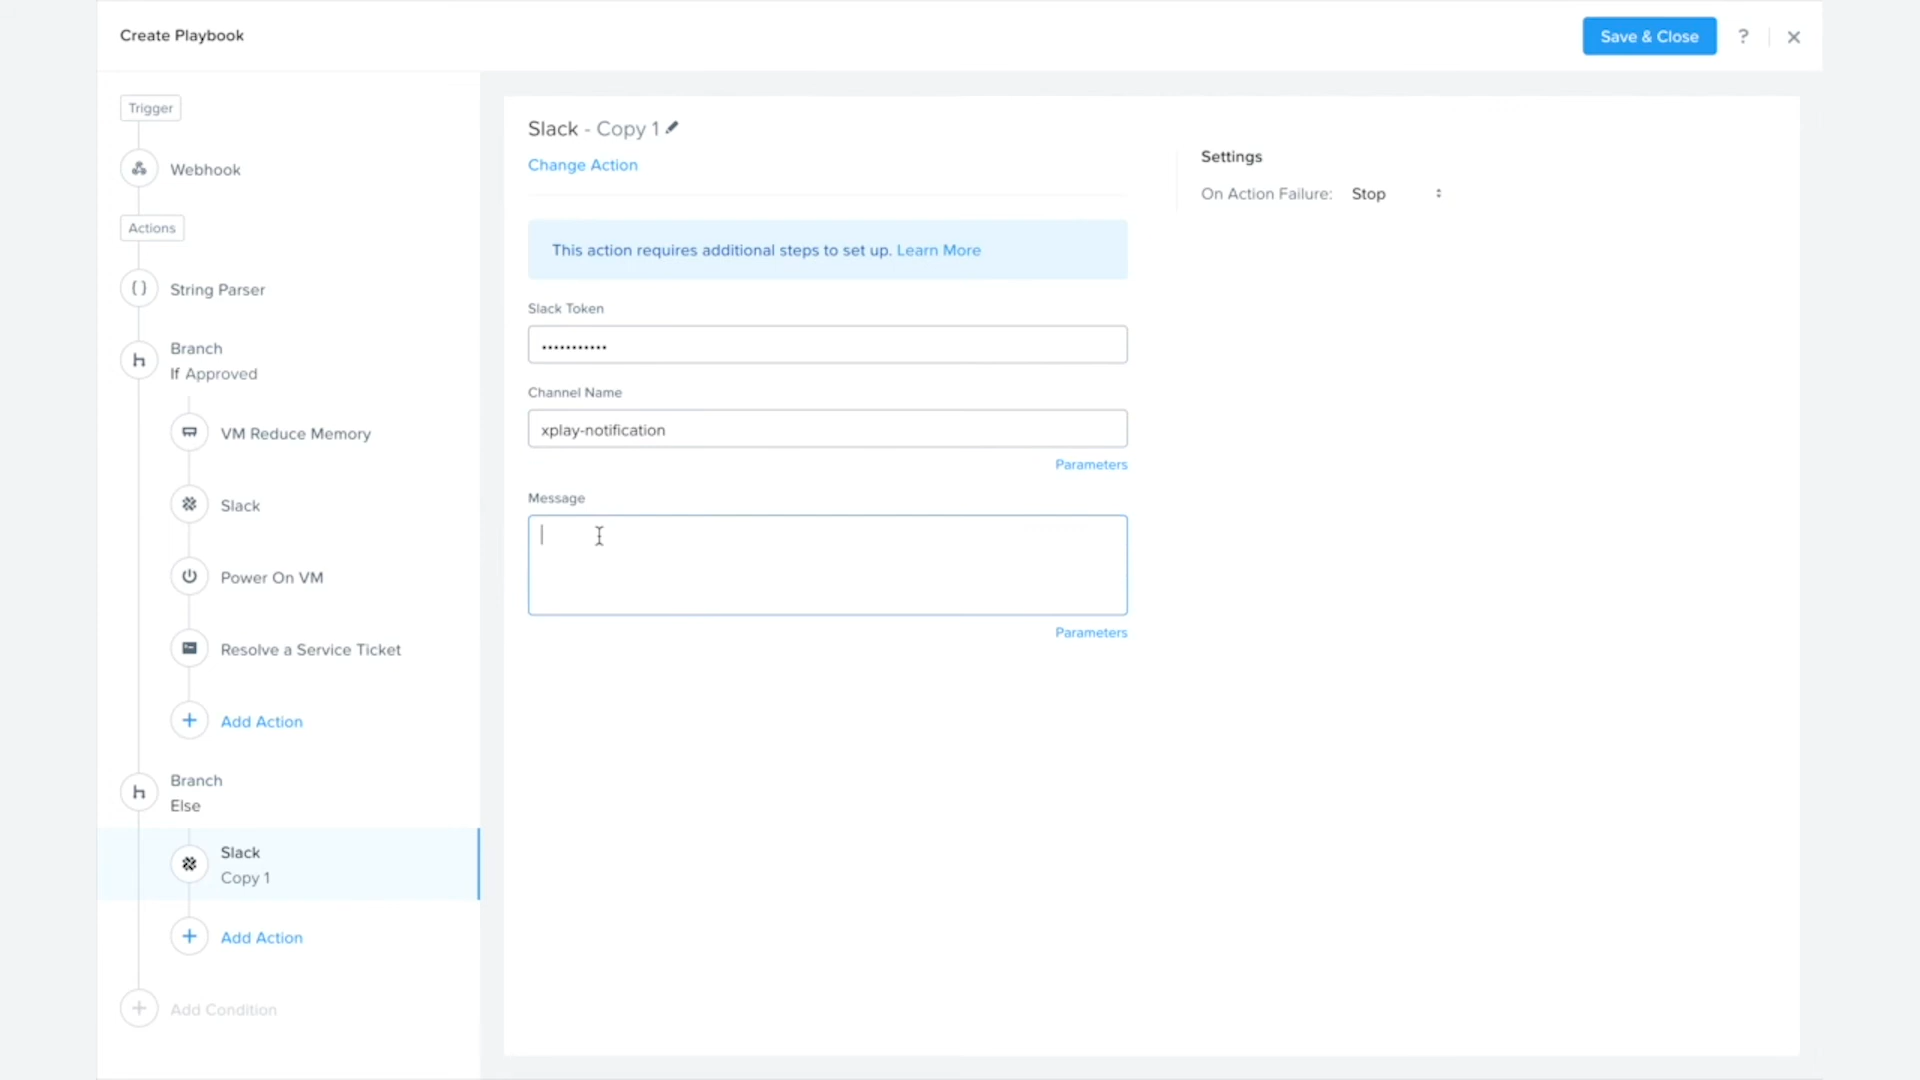 Create Playbook
Save & Close
?
Trigger
Webhook
Actions
String Parser
Branch
If Approved
VM Reduce Memory
Slack
Power On VM
Resolve a Service Ticket
Add Action
Branch
Else
Slack
Copy 1
Add Action
Add Condition
Slack - Copy 1
Change Action
This action requires additional steps to set up. Learn More
Slack Token
•••••••••••
Channel Name
xplay-notification
Parameters
Message
Parameters
Settings
On Action Failure: Stop